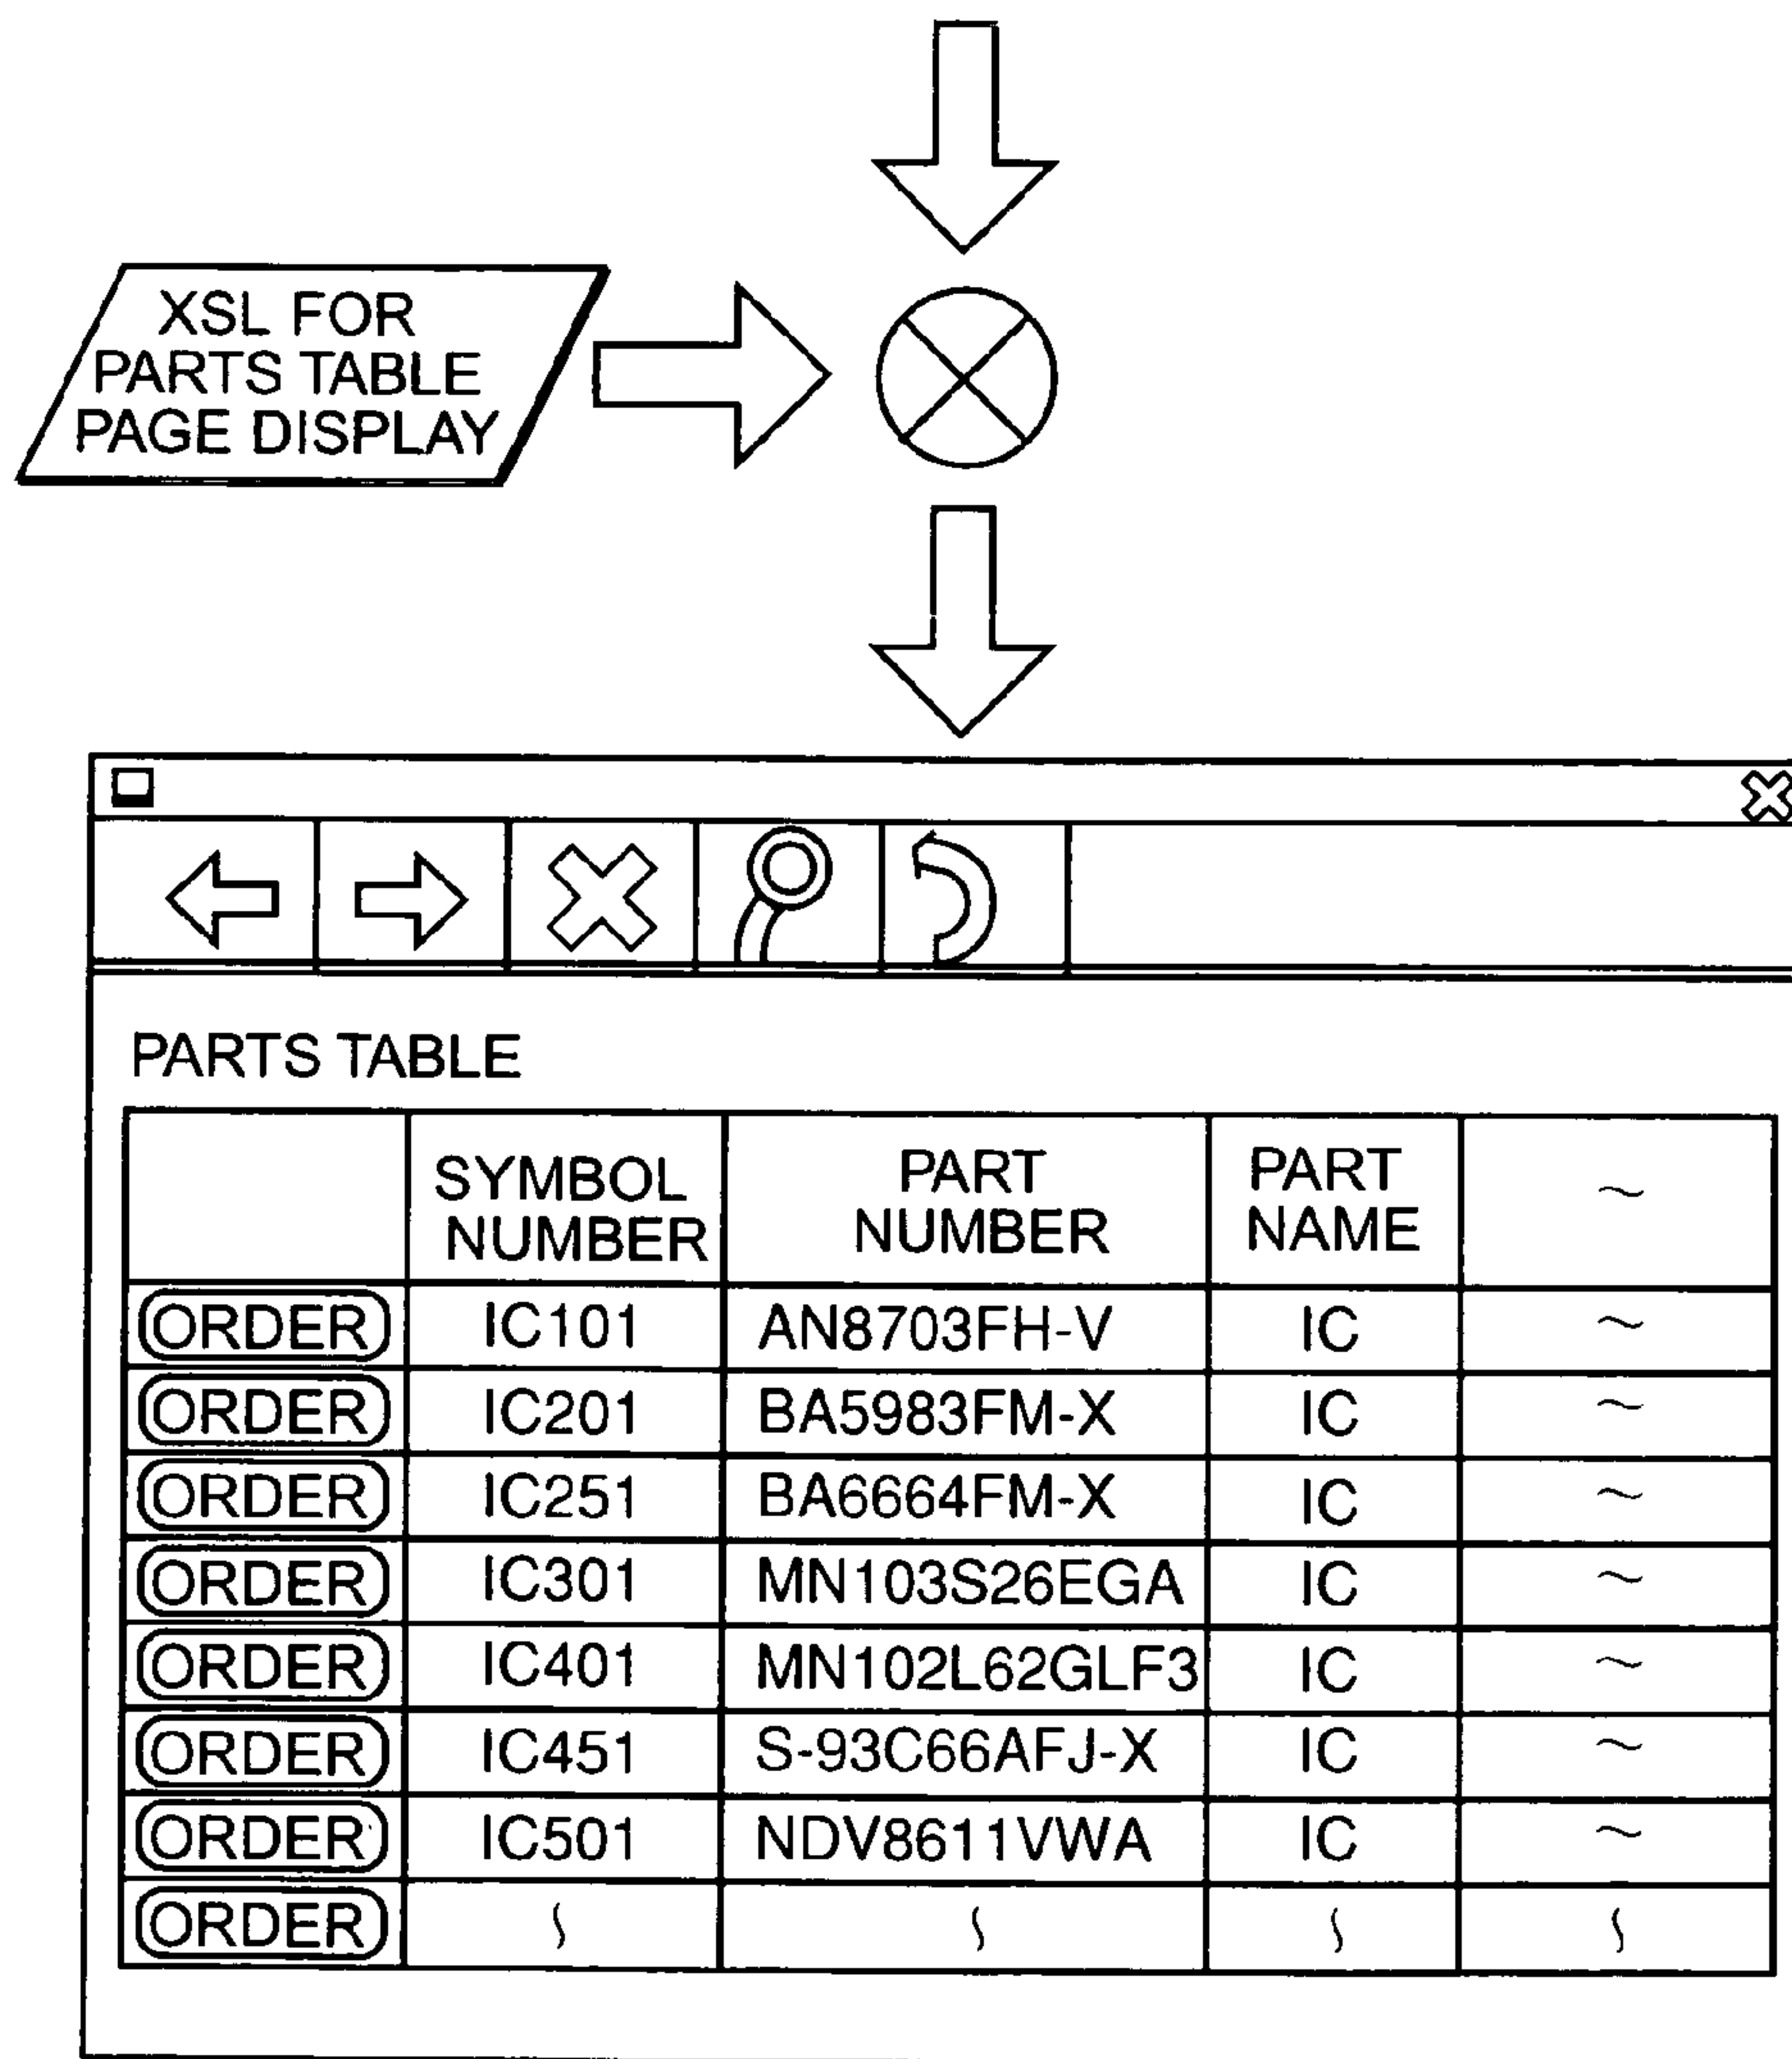 XSL FOR
PARTS TABLE
PAGE DISPLAY
PARTS TABLE
SYMBOL NUMBER PART NUMBER PART NAME ~
ORDER IC101 AN8703FH-V IC ~
ORDER IC201 BA5983FM-X IC ~
ORDER IC251 BA6664FM-X IC ~
ORDER IC301 MN103S26EGA IC ~
ORDER IC401 MN102L62GLF3 IC ~
ORDER IC451 S-93C66AFJ-X IC ~
ORDER IC501 NDV8611VWA IC ~
ORDER ~ ~ ~ ~